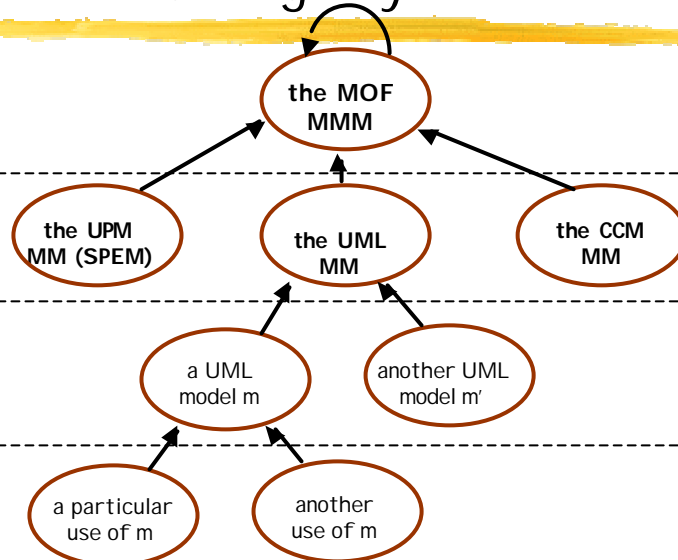 the MOF
MMM
the UPM
MM (SPEM)
the UML
MM
the CCM
MM
a UML
model m
another UML
model m′
a particular
use of m
another
use of m